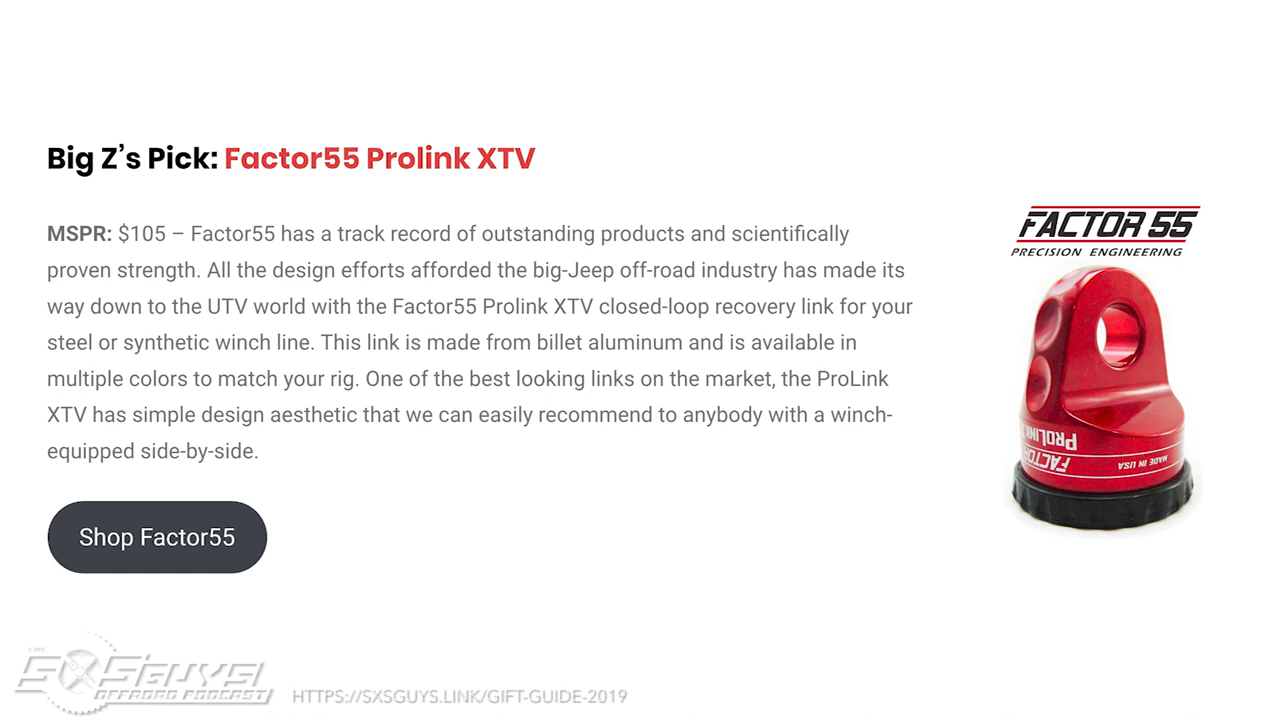 Big Z’s Pick: Factor55 Prolink XTV
MSPR: $105 – Factor55 has a track record of outstanding products and scientifically
proven strength. All the design efforts afforded the big-Jeep off-road industry has made its
way down to the UTV world with the Factor55 Prolink XTV closed-loop recovery link for your
steel or synthetic winch line. This link is made from billet aluminum and is available in
multiple colors to match your rig. One of the best looking links on the market, the ProLink
XTV has simple design aesthetic that we can easily recommend to anybody with a winch-
equipped side-by-side.
Shop Factor55
FACTOR 55
PRECISION ENGINEERING
PROLINK
FACTOR
MADE IN USA
THE
SXSGUYS
OFFROAD PODCAST
HTTPS://SXSGUYS.LINK/GIFT-GUIDE-2019